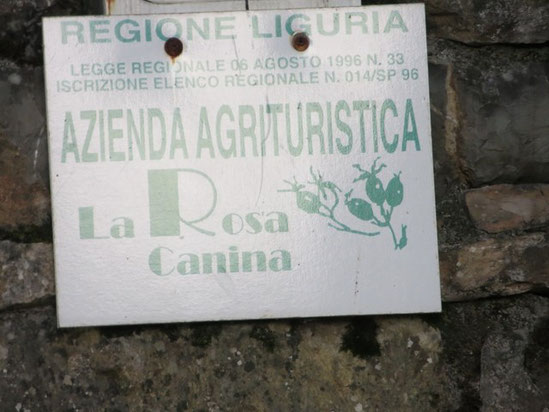 REGIONE LIGURIA
LEGGE REGIONALE 06 AGOSTO 1996 N. 33
ISCRIZIONE ELENCO REGIONALE N. 014/SP 96
AZIENDA AGRITURISTICA
La Rosa
Canina